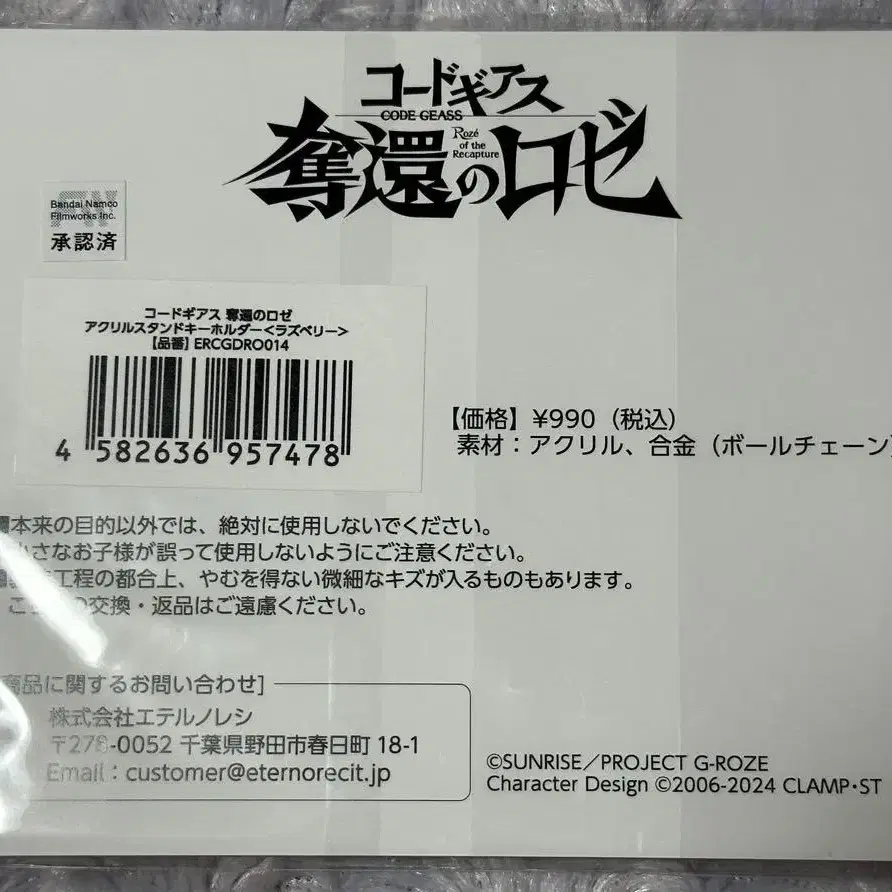 コードギアス
CODE GEASS
奪還のロゼ
Rozé
of the
Recapture
Bandai Namco
Filmworks Inc.
承認済
コードギアス 奪還のロゼ
アクリルスタンドキーホルダー<ラズベリー>
【品番】ERCGDRO014
4 582636 957478
【価格】¥990（税込）
素材：アクリル、合金（ボールチェーン）
■本来の目的以外では、絶対に使用しないでください。
小さなお子様が誤って使用しないようにご注意ください。
工程の都合上、やむを得ない微細なキズが入るものもあります。
交換・返品はご遠慮ください。
商品に関するお問い合わせ]
株式会社エテルノレシ
〒278-0052 千葉県野田市春日町 18-1
Email：customer@eternorecit.jp
©SUNRISE／PROJECT G-ROZE
Character Design ©2006-2024 CLAMP・ST